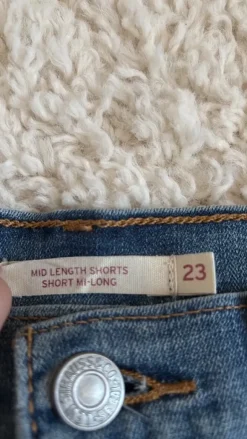 MID LENGTH SHORTS 23
SHORT MI-LONG